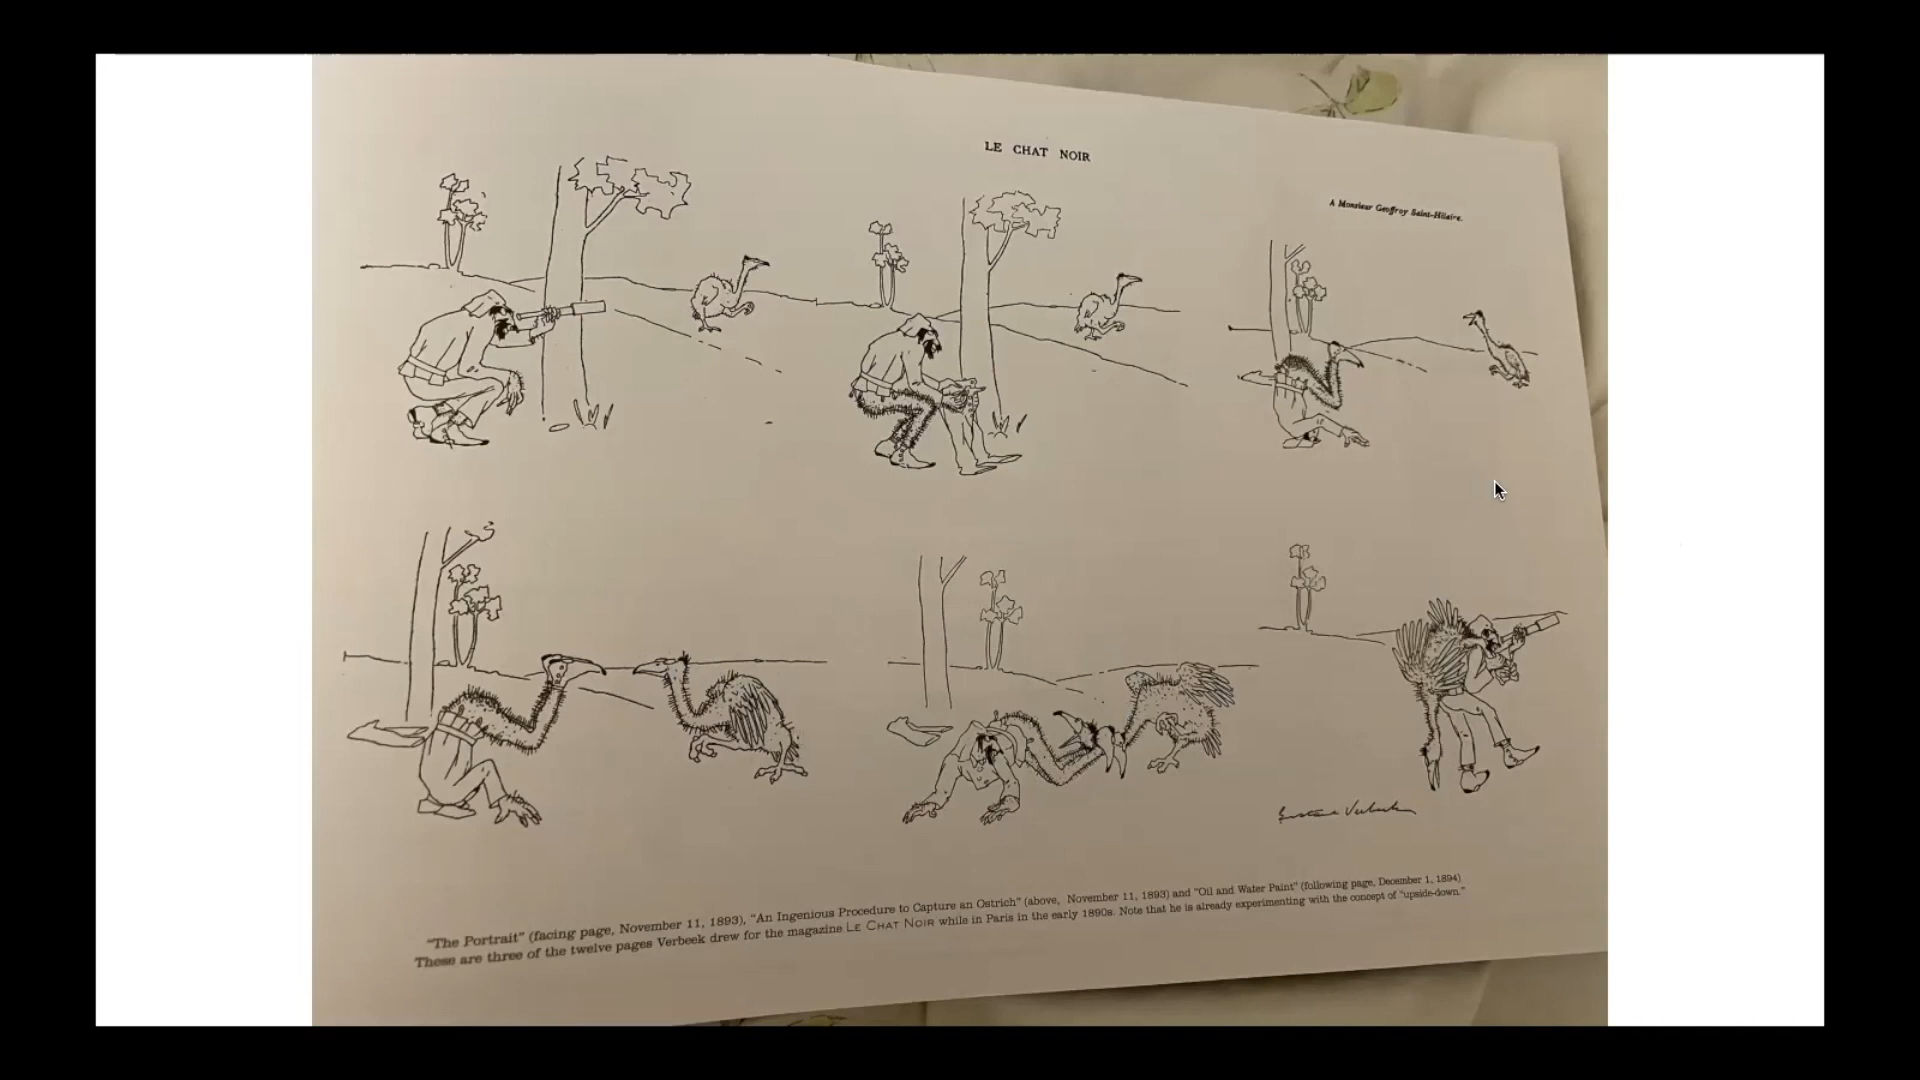 LE CHAT NOIR
A Monsieur Geoffroy Saint-Hilaire.
Gustave Verbeek
"The Portrait" (facing page, November 11, 1893), "An Ingenious Procedure to Capture an Ostrich" (above, November 11, 1893) and "Oil and Water Paint" (following page, December 1, 1894).
These are three of the twelve pages Verbeek drew for the magazine LE CHAT NOIR while in Paris in the early 1890s. Note that he is already experimenting with the concept of "upside-down."